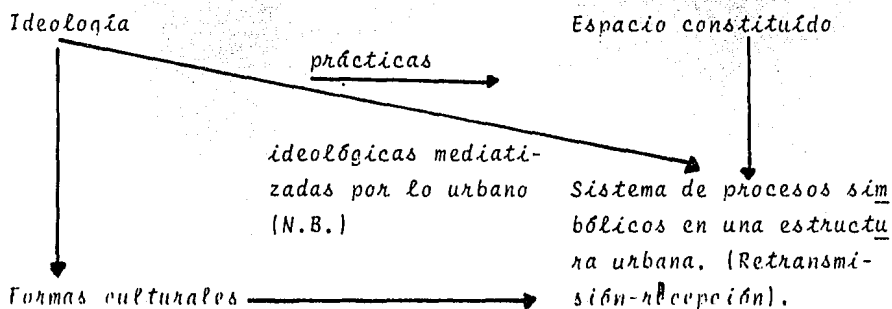 Ideología Espacio constituído
prácticas
ideológicas mediati-
zadas por lo urbano
(N.B.)
Sistema de procesos sim
bólicos en una estructu
ra urbana. (Retransmi-
sión-recepción).
Formas culturales